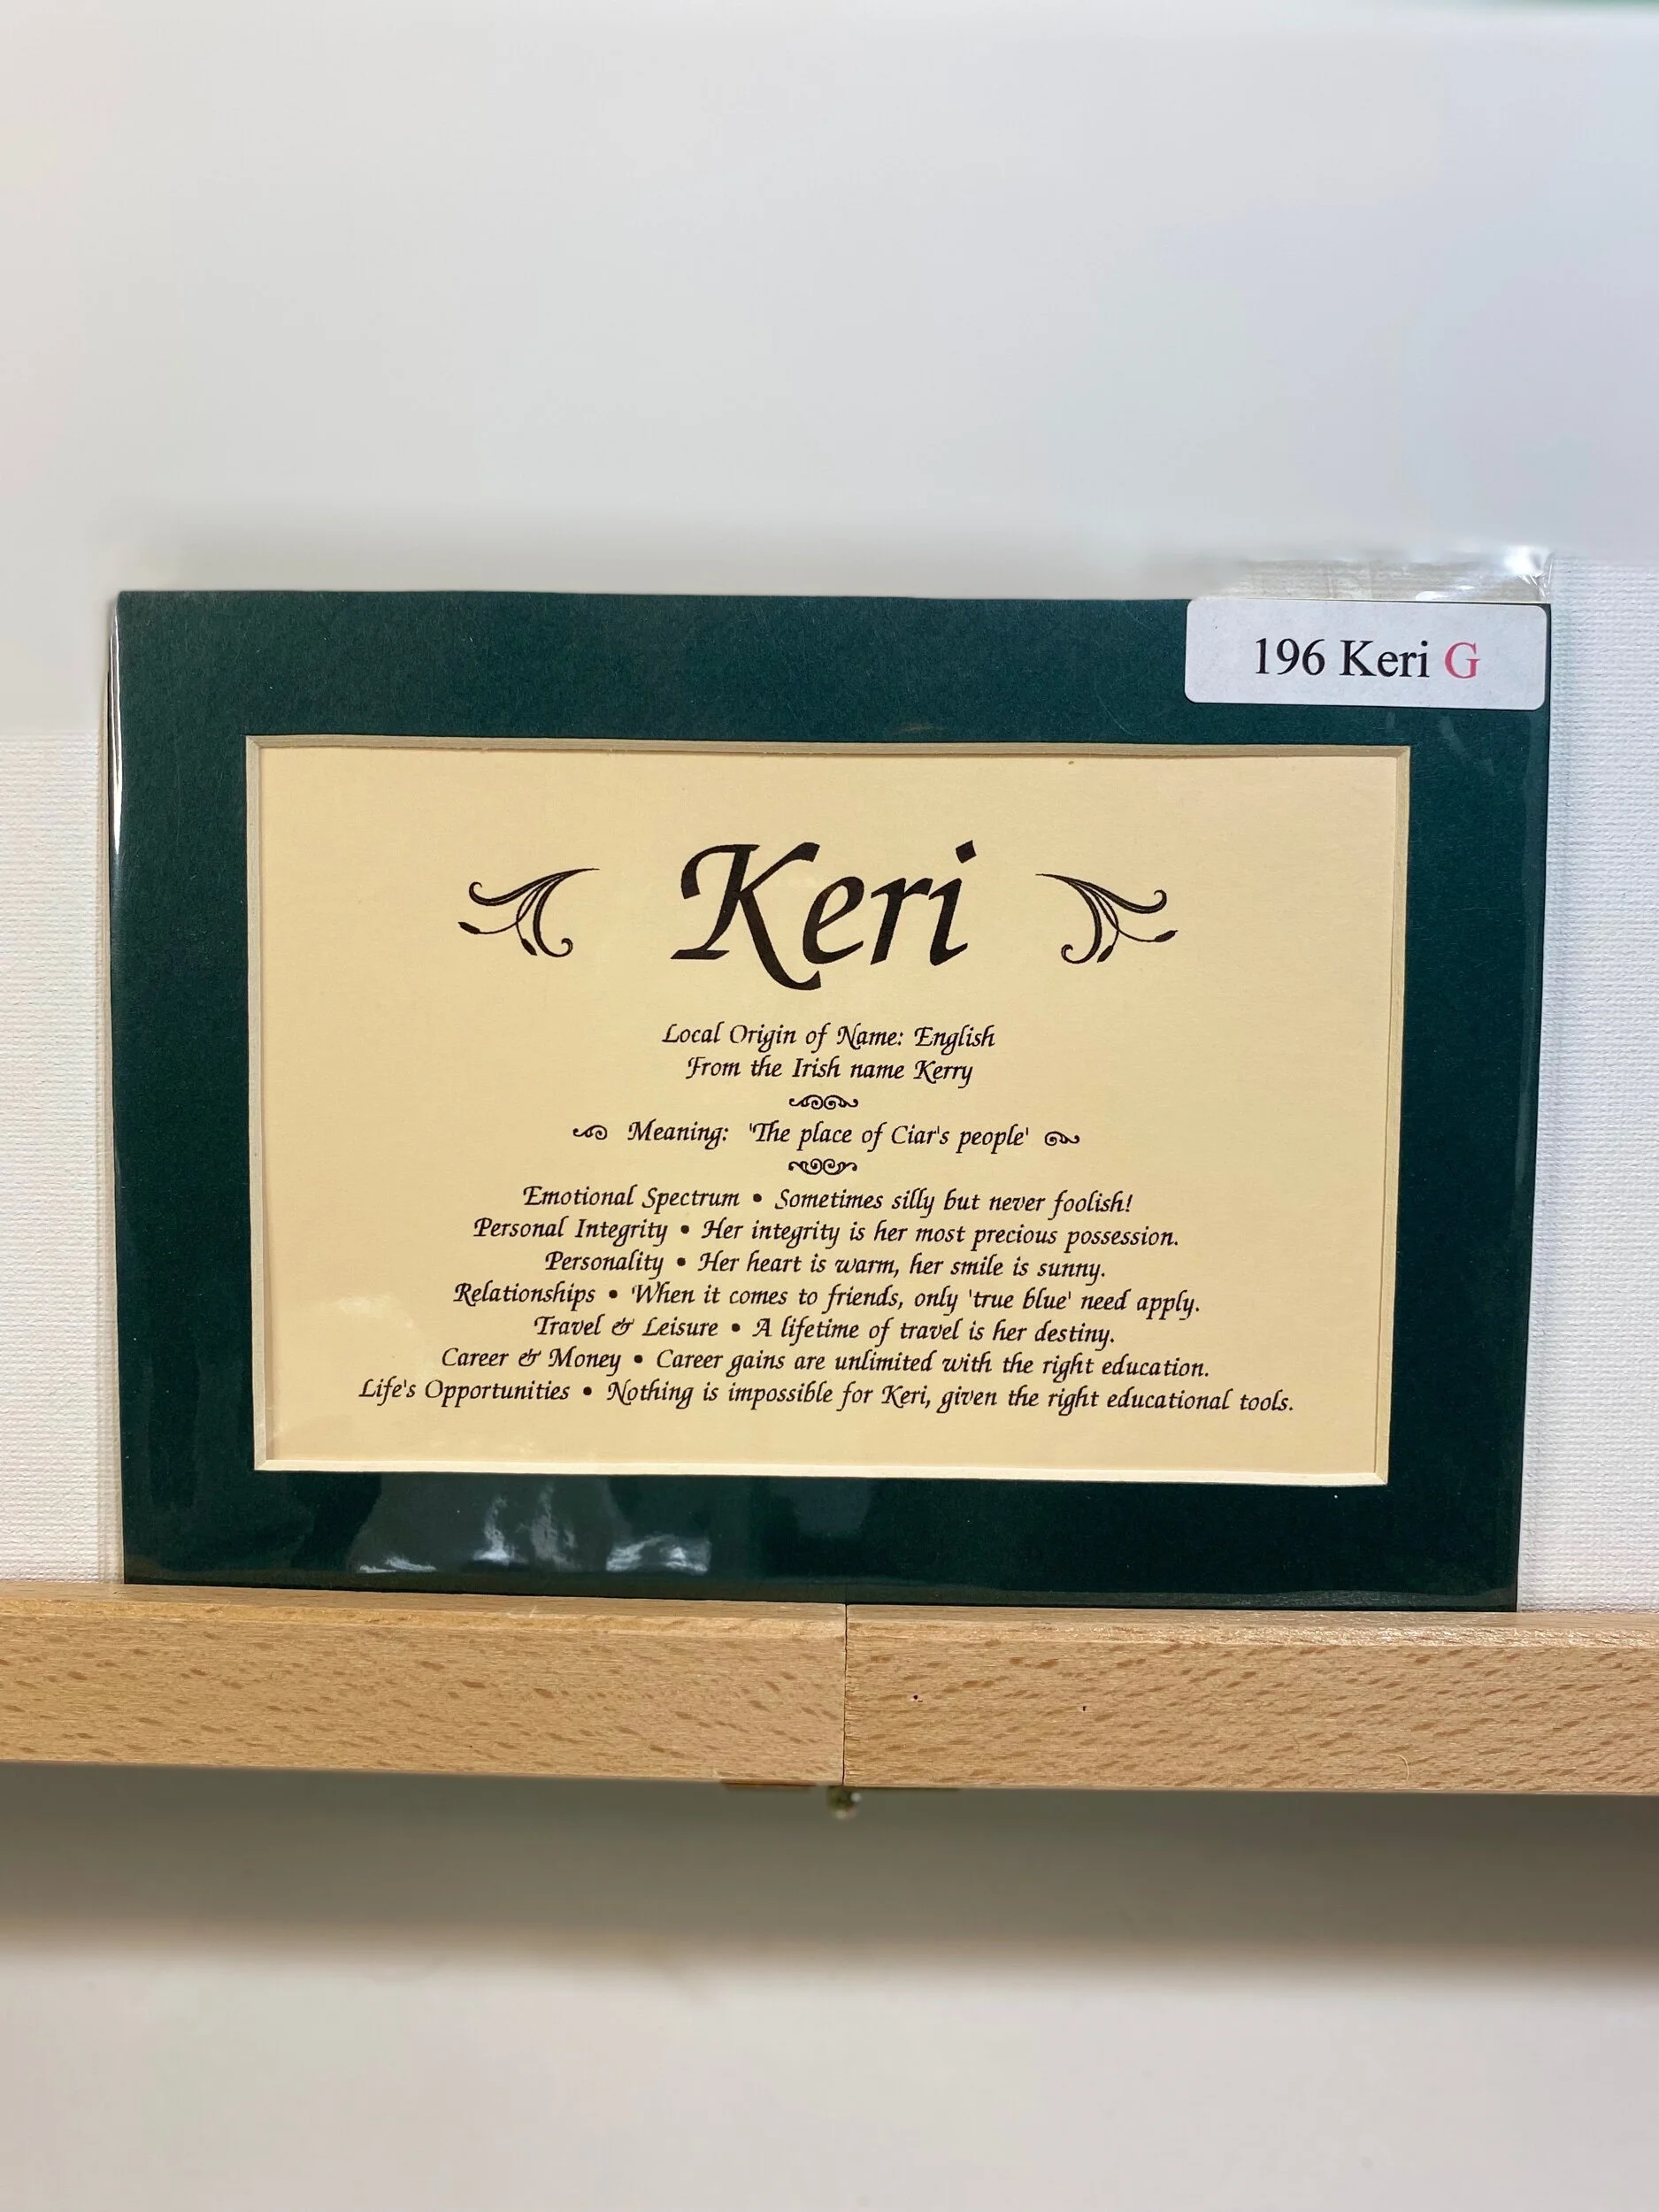 196 Keri G
Keri
Local Origin of Name: English
From the Irish name Kerry
Meaning: 'The place of Ciar's people'
Emotional Spectrum • Sometimes silly but never foolish!
Personal Integrity • Her integrity is her most precious possession.
Personality • Her heart is warm, her smile is sunny.
Relationships • When it comes to friends, only 'true blue' need apply.
Travel & Leisure • A lifetime of travel is her destiny.
Career & Money • Career gains are unlimited with the right education.
Life's Opportunities • Nothing is impossible for Keri, given the right educational tools.